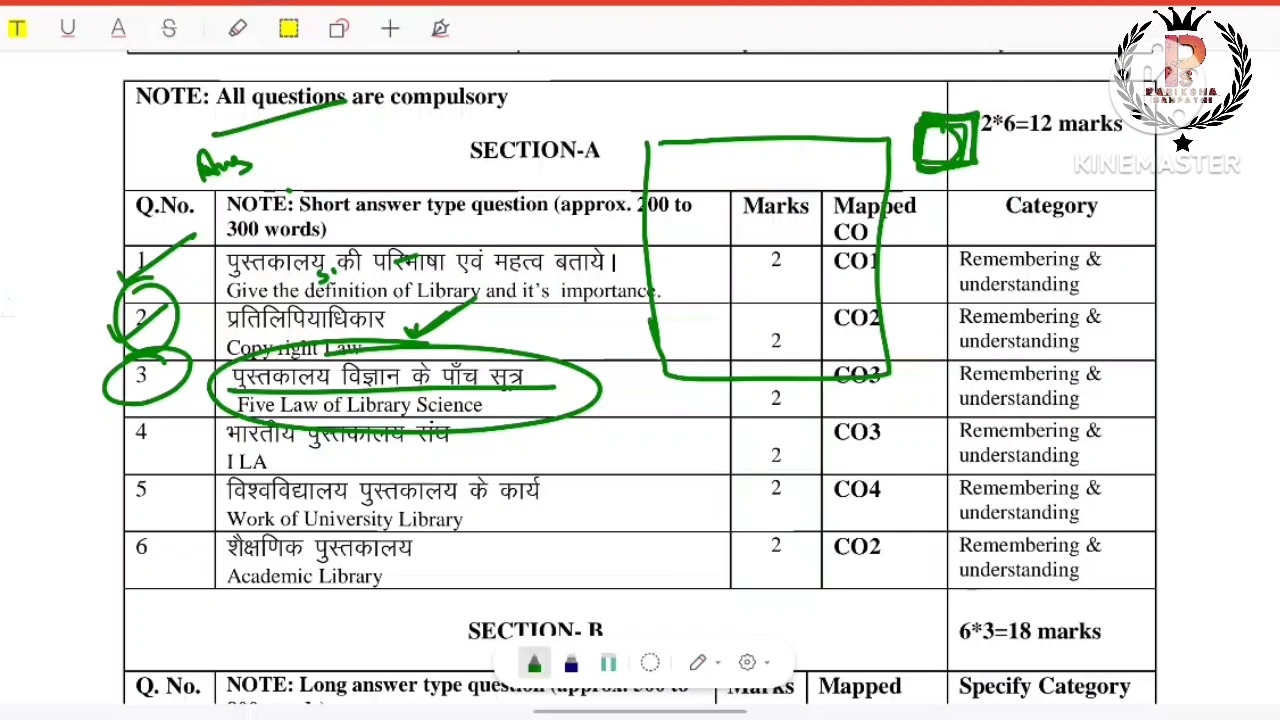 T U A S
PARIKSHA
SANPATHI
KINEMASTER
NOTE: All questions are compulsory
2*6=12 marks
SECTION-A
Ans
Q.No. NOTE: Short answer type question (approx. 200 to 300 words) Marks Mapped CO Category
1 पुस्तकालय की परिभाषा एवं महत्व बताये। 2 CO1 Remembering & understanding
Give the definition of Library and it's importance.
2 प्रतिलिपियाधिकार CO2 Remembering & understanding
Copy right Law 2
3 पुस्तकालय विज्ञान के पाँच सूत्र CO3 Remembering & understanding
Five Law of Library Science 2
4 भारतीय पुस्तकालय संघ CO3 Remembering & understanding
I LA 2
5 विश्वविद्यालय पुस्तकालय के कार्य 2 CO4 Remembering & understanding
Work of University Library
6 शैक्षणिक पुस्तकालय 2 CO2 Remembering & understanding
Academic Library
SECTION- B 6*3=18 marks
Q. No. NOTE: Long answer type question Marks Mapped Specify Category